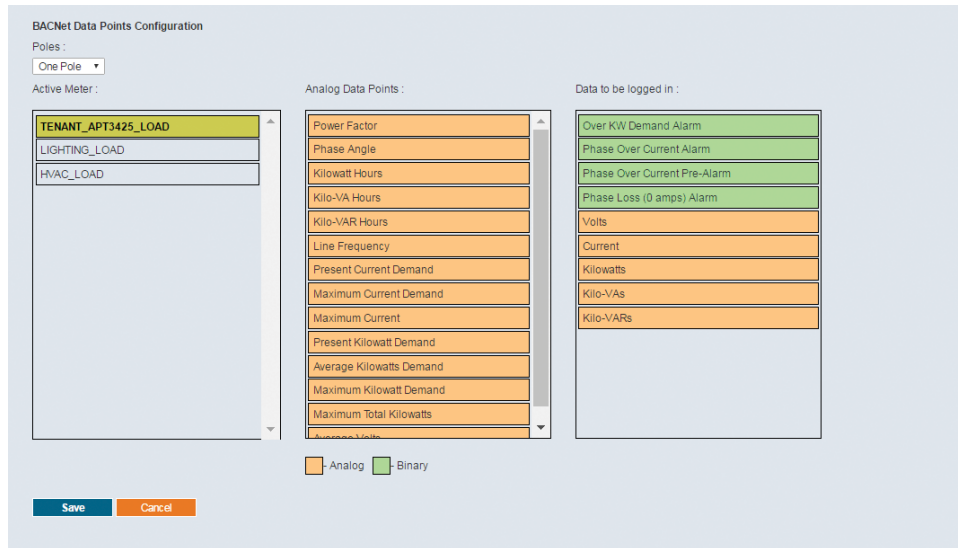 BACNet Data Points Configuration
Poles :
One Pole
Active Meter :
TENANT_APT3425_LOAD
LIGHTING_LOAD
HVAC_LOAD
Analog Data Points :
Power Factor
Phase Angle
Kilowatt Hours
Kilo-VA Hours
Kilo-VAR Hours
Line Frequency
Present Current Demand
Maximum Current Demand
Maximum Current
Present Kilowatt Demand
Average Kilowatts Demand
Maximum Kilowatt Demand
Maximum Total Kilowatts
Average Volts
Data to be logged in :
Over KW Demand Alarm
Phase Over Current Alarm
Phase Over Current Pre-Alarm
Phase Loss (0 amps) Alarm
Volts
Current
Kilowatts
Kilo-VAs
Kilo-VARs
- Analog - Binary
Save Cancel